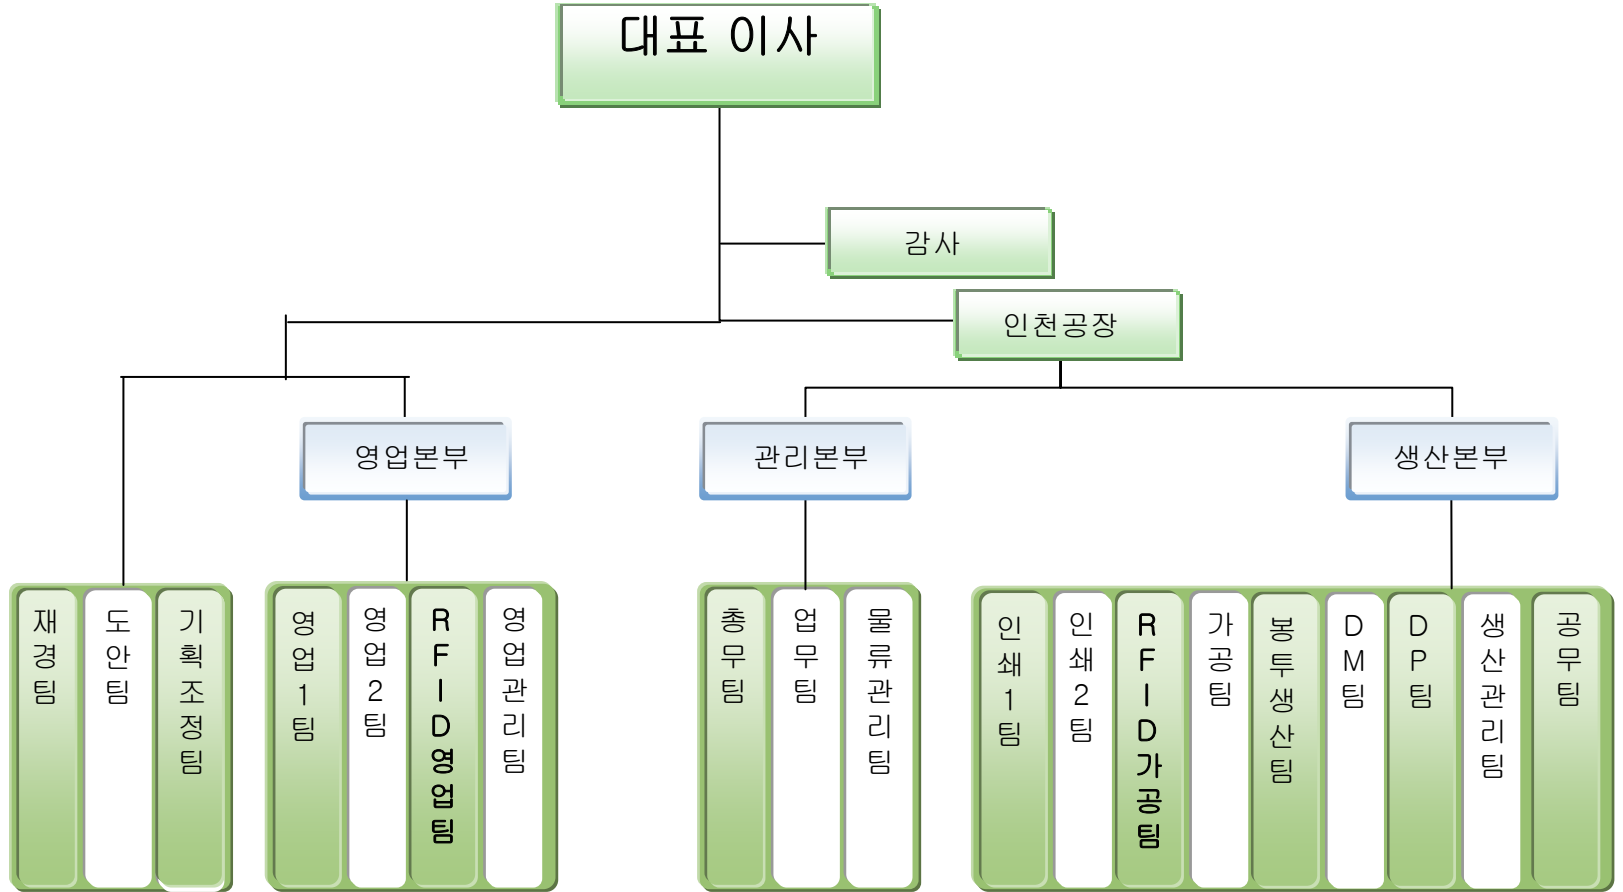 대표 이사
감사
인천공장
영업본부
관리본부
생산본부
재경팀
도안팀
기획조정팀
영업1팀
영업2팀
RFID영업팀
영업관리팀
총무팀
업무팀
물류관리팀
인쇄1팀
인쇄2팀
RFID가공팀
가공팀
봉투생산팀
DM팀
DP팀
생산관리팀
공무팀